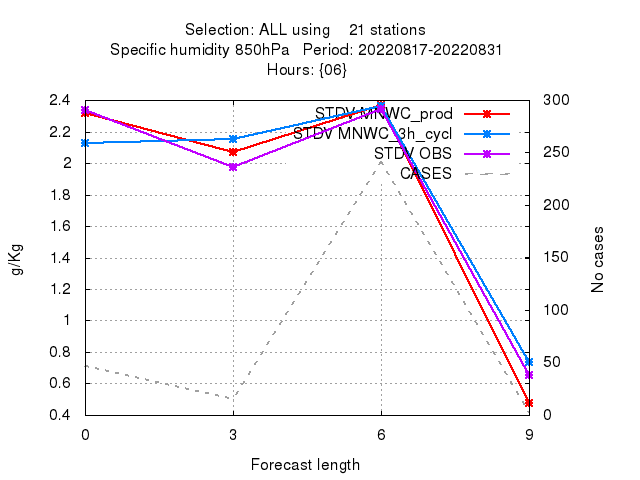 Selection: ALL using 21 stations
Specific humidity 850hPa Period: 20220817-20220831
Hours: {06}
STDV MNWC_prod
STDV MNWC_3h_cycl
STDV OBS
CASES
2.4
2.2
2
1.8
1.6
1.4
1.2
1
0.8
0.6
0.4
300
250
200
150
100
50
0
g/Kg
No cases
0 3 6 9
Forecast length